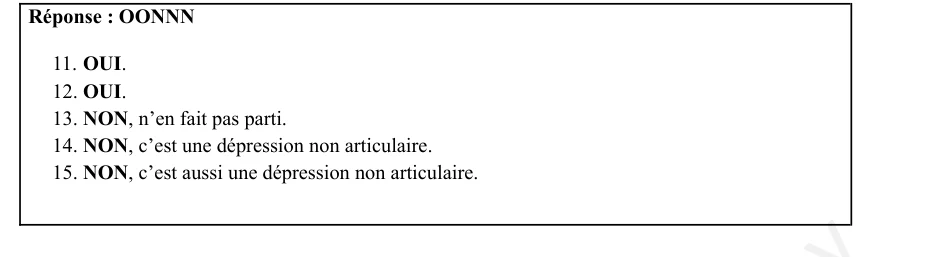 Réponse : OONNN
11. OUI.
12. OUI.
13. NON, n'en fait pas parti.
14. NON, c'est une dépression non articulaire.
15. NON, c'est aussi une dépression non articulaire.